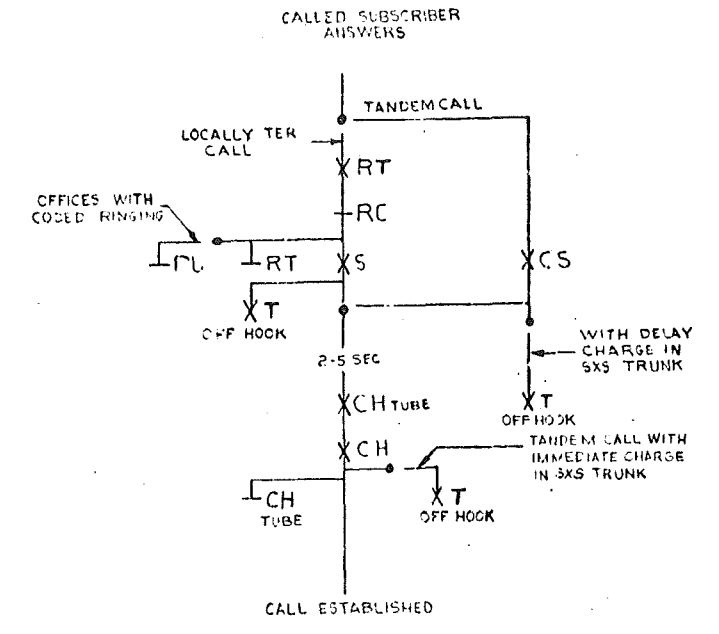 CALLED SUBSCRIBER
ANSWERS
TANDEM CALL
LOCALLY TER
CALL
RT
OFFICES WITH
CODED RINGING
RC
RT
S
CS
T
OFF HOOK
WITH DELAY
CHARGE IN
SXS TRUNK
2-5 SEC
CH TUBE
T
OFF HOOK
CH
TANDEM CALL WITH
IMMEDIATE CHARGE
IN SXS TRUNK
CH
TUBE
T
OFF HOOK
CALL ESTABLISHED